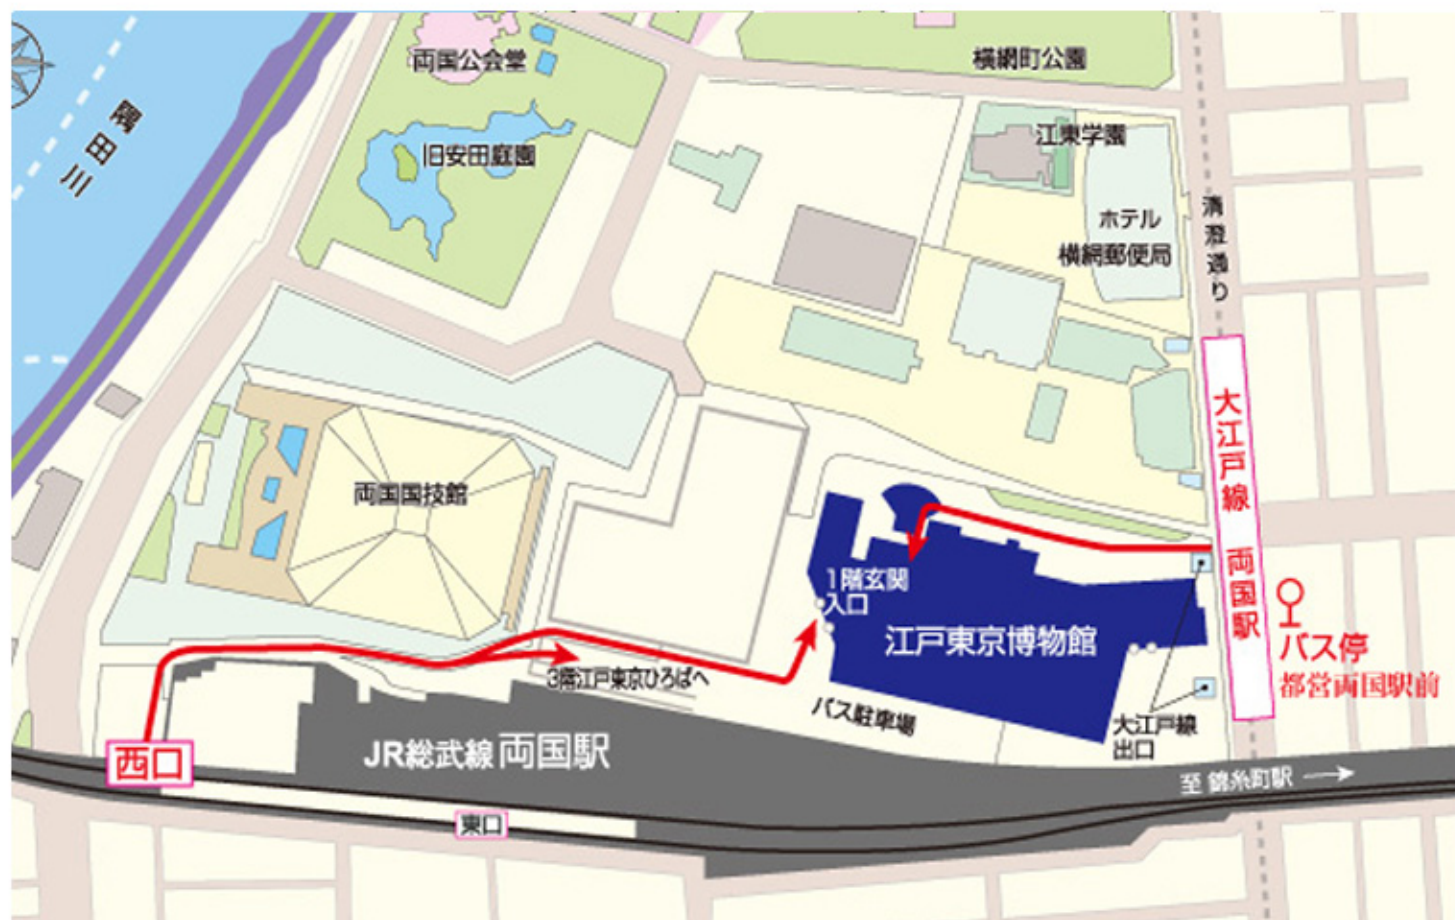 両国公会堂
横網町公園
隅田川
旧安田庭園
江東学園
ホテル
横網郵便局
清澄通り
両国国技館
大江戸線 両国駅
1階玄関
入口
江戸東京博物館
バス停
都営両国駅前
3階江戸東京ひろばへ
バス駐車場
大江戸線
出口
西口
JR総武線 両国駅
至 錦糸町駅
東口